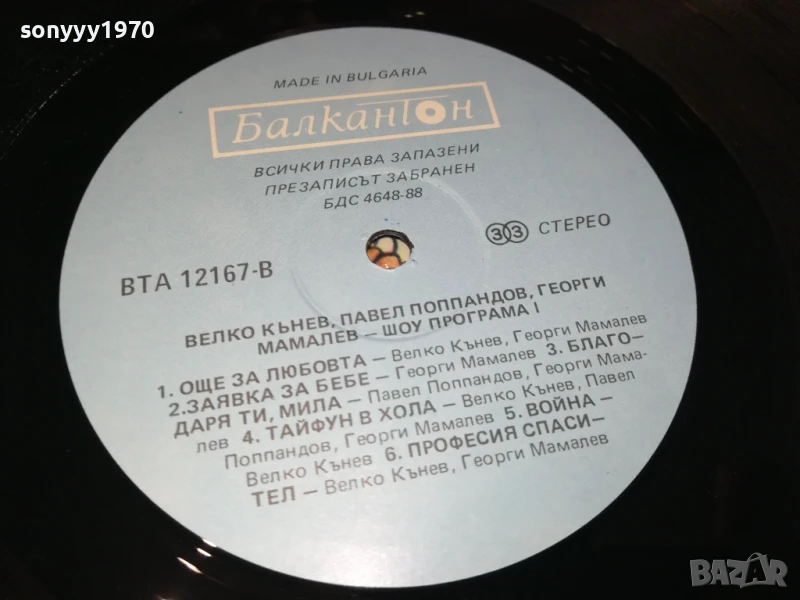 sonyyy1970
MADE IN BULGARIA
Балкантон
ВСИЧКИ ПРАВА ЗАПАЗЕНИ
ПРЕЗАПИСЪТ ЗАБРАНЕН
БДС 4648-88
33 СТЕРЕО
ВТА 12167-В
ВЕЛКО КЪНЕВ, ПАВЕЛ ПОППАНДОВ, ГЕОРГИ
МАМАЛЕВ — ШОУ ПРОГРАМА I
1. ОЩЕ ЗА ЛЮБОВТА — Велко Кънев, Георги Мамалев
2.ЗАЯВКА ЗА БЕБЕ — Георги Мамалев 3. БЛАГО-
ДАРЯ ТИ, МИЛА — Павел Поппандов, Георги Мама-
лев 4. ТАЙФУН В ХОЛА — Велко Кънев, Павел
Поппандов, Георги Мамалев 5. ВОЙНА —
Велко Кънев 6. ПРОФЕСИЯ СПАСИ-
ТЕЛ — Велко Кънев, Георги Мамалев
BAZAR